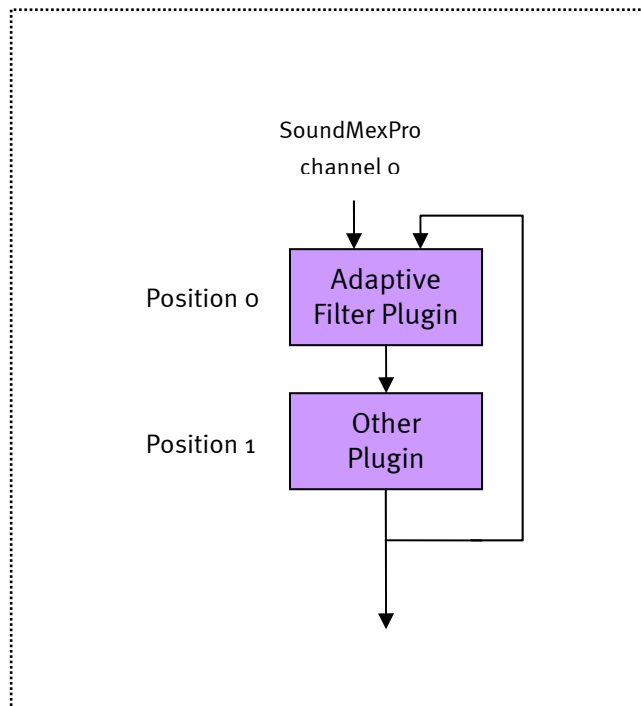 SoundMexPro
channel 0
Adaptive
Filter Plugin
Position 0
Other
Plugin
Position 1